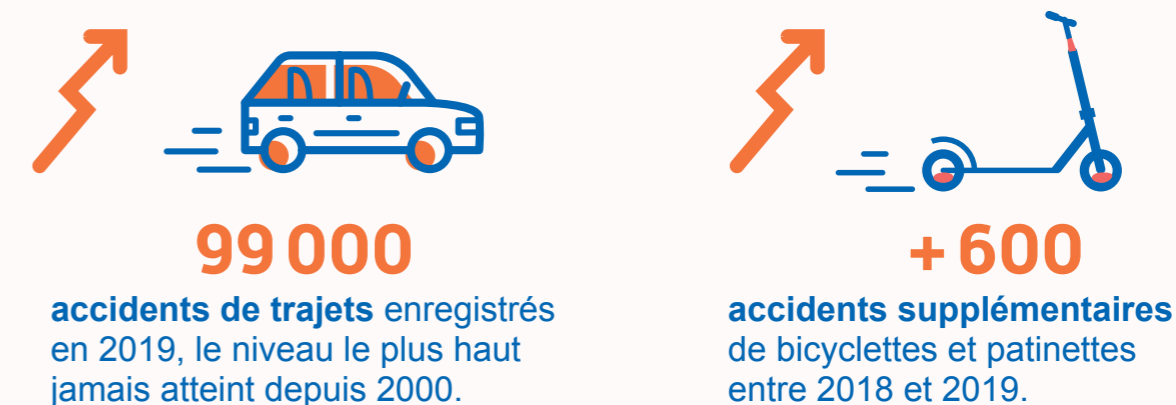 99 000
accidents de trajets enregistrés
en 2019, le niveau le plus haut
jamais atteint depuis 2000.
+ 600
accidents supplémentaires
de bicyclettes et patinettes
entre 2018 et 2019.